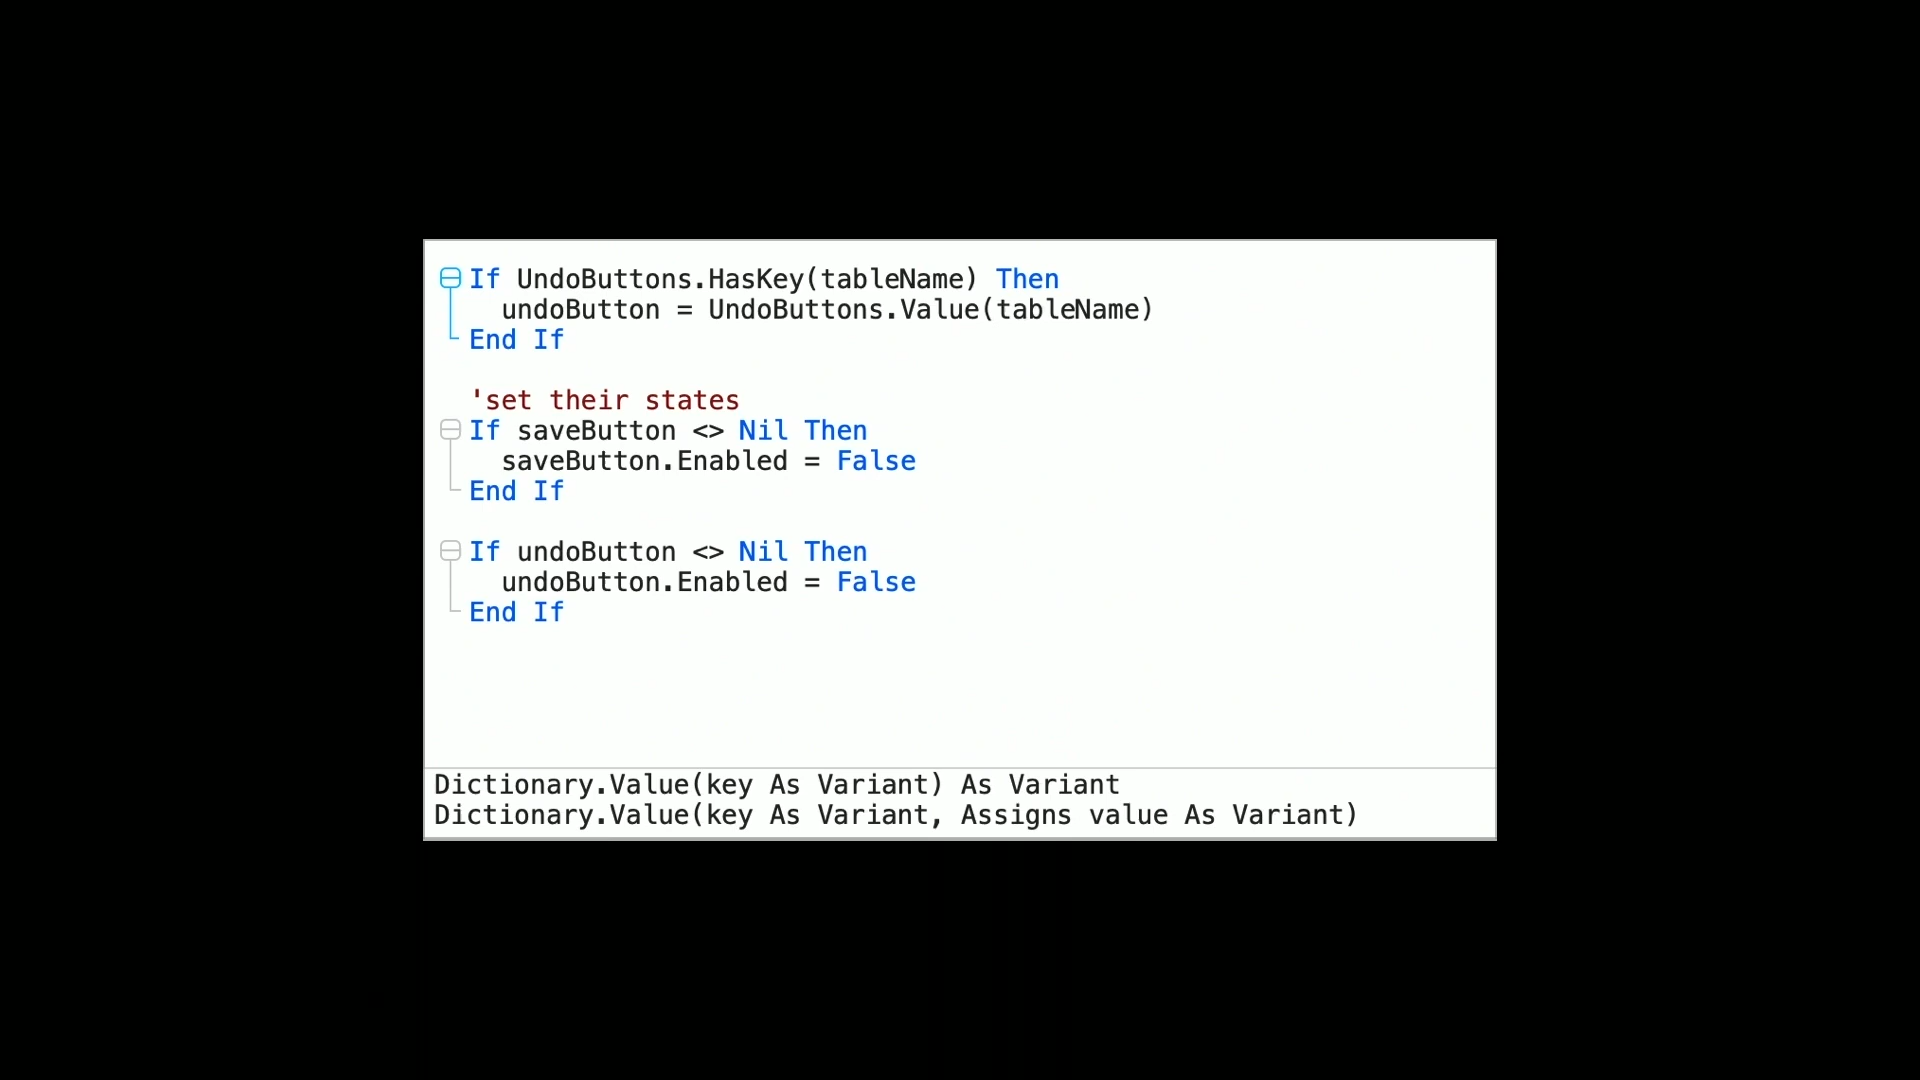 If UndoButtons.HasKey(tableName) Then
undoButton = UndoButtons.Value(tableName)
End If
'set their states
If saveButton <> Nil Then
saveButton.Enabled = False
End If
If undoButton <> Nil Then
undoButton.Enabled = False
End If
Dictionary.Value(key As Variant) As Variant
Dictionary.Value(key As Variant, Assigns value As Variant)